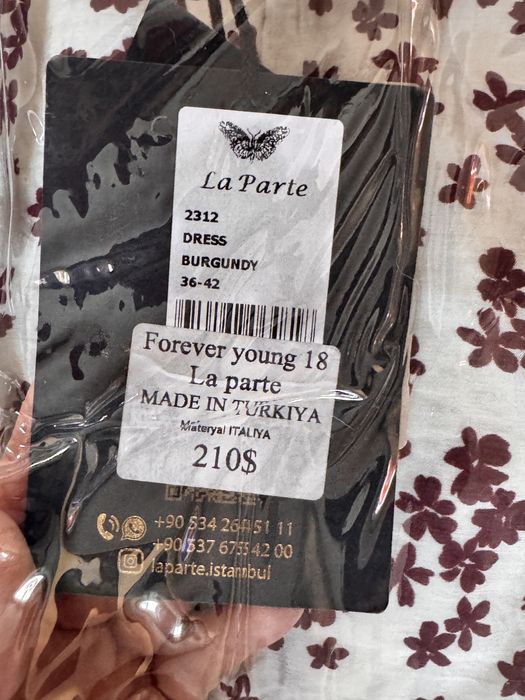 La Parte
2312
DRESS
BURGUNDY
36-42
Forever young 18
La parte
MADE IN TURKIYA
Materyal ITALIYA
210$
+90 534 264 51 11
+90 537 675 42 00
laparte.istanbul